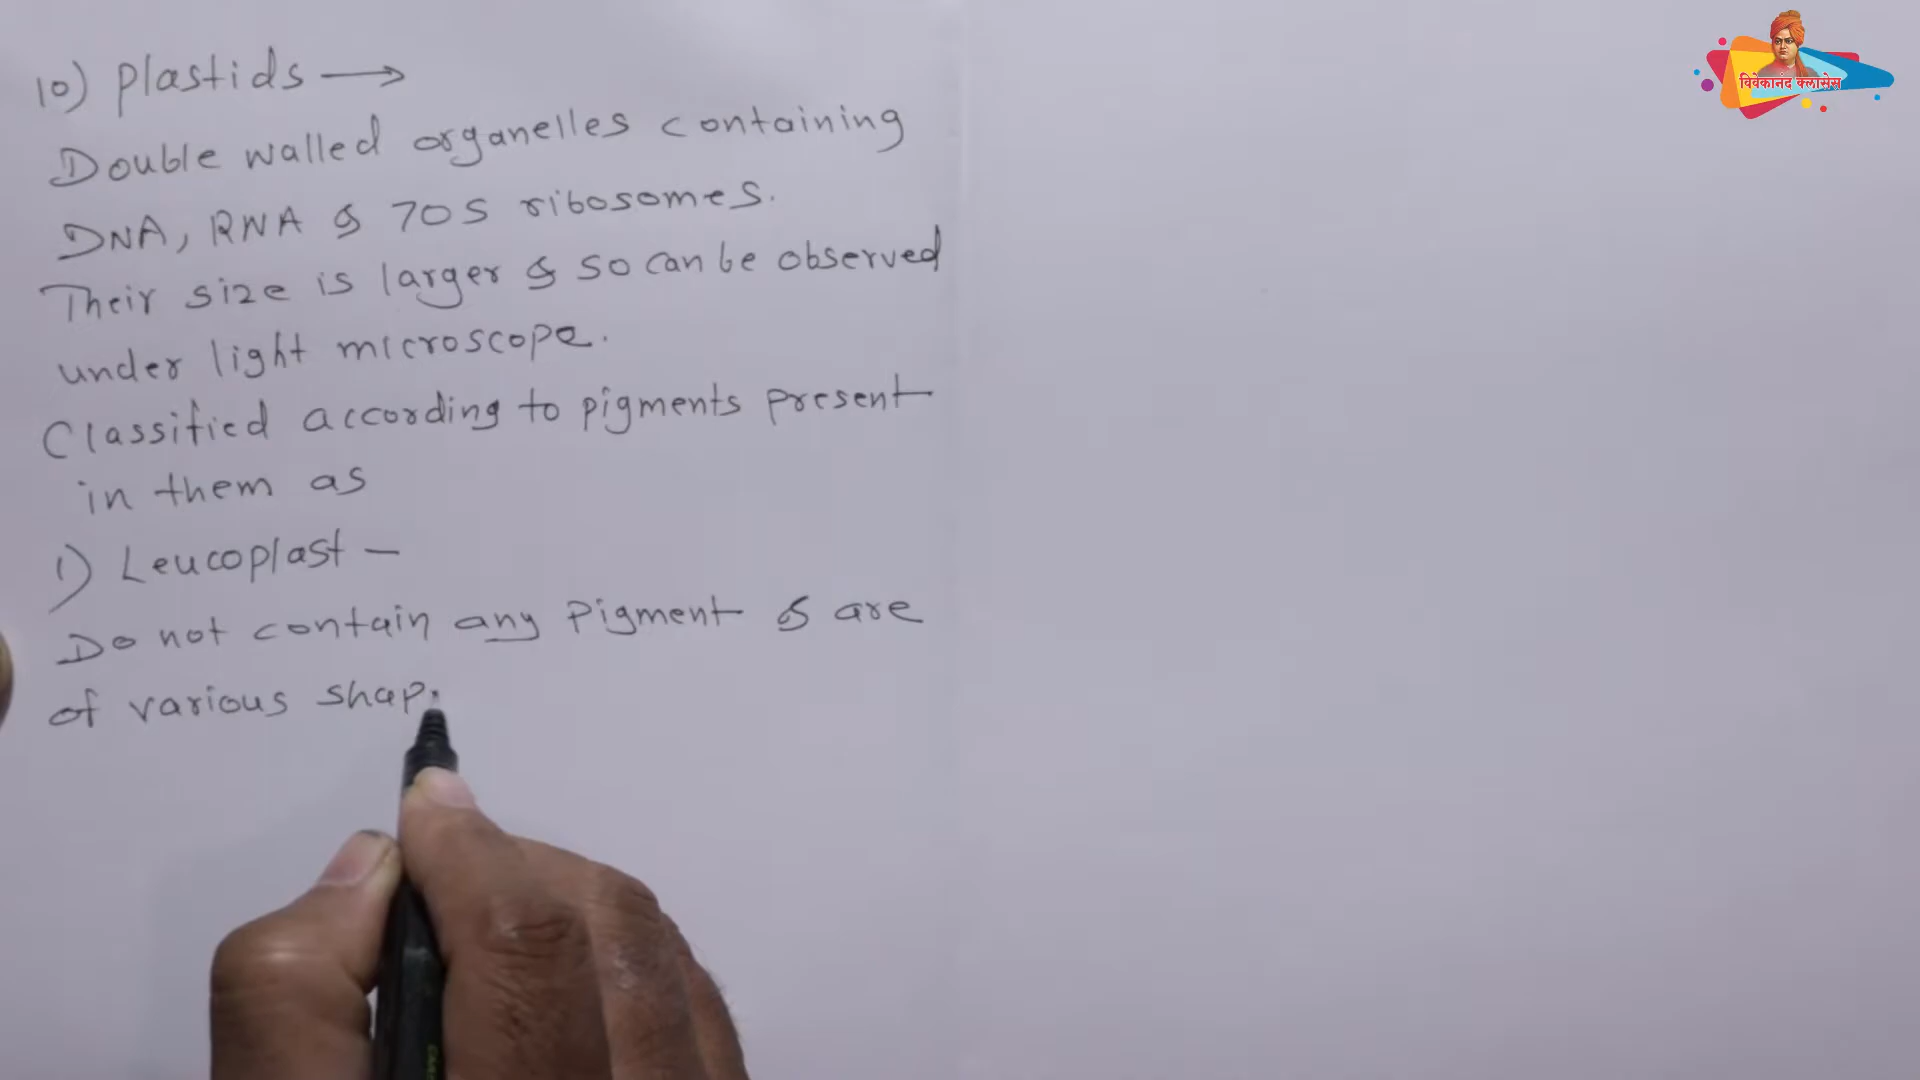 10) Plastids →
Double walled organelles containing
DNA, RNA & 70S ribosomes.
Their size is larger & so can be observed
under light microscope.
Classified according to pigments present
in them as
1) Leucoplast –
Do not contain any Pigment & are
of various shap
विवेकानंद क्लासेस